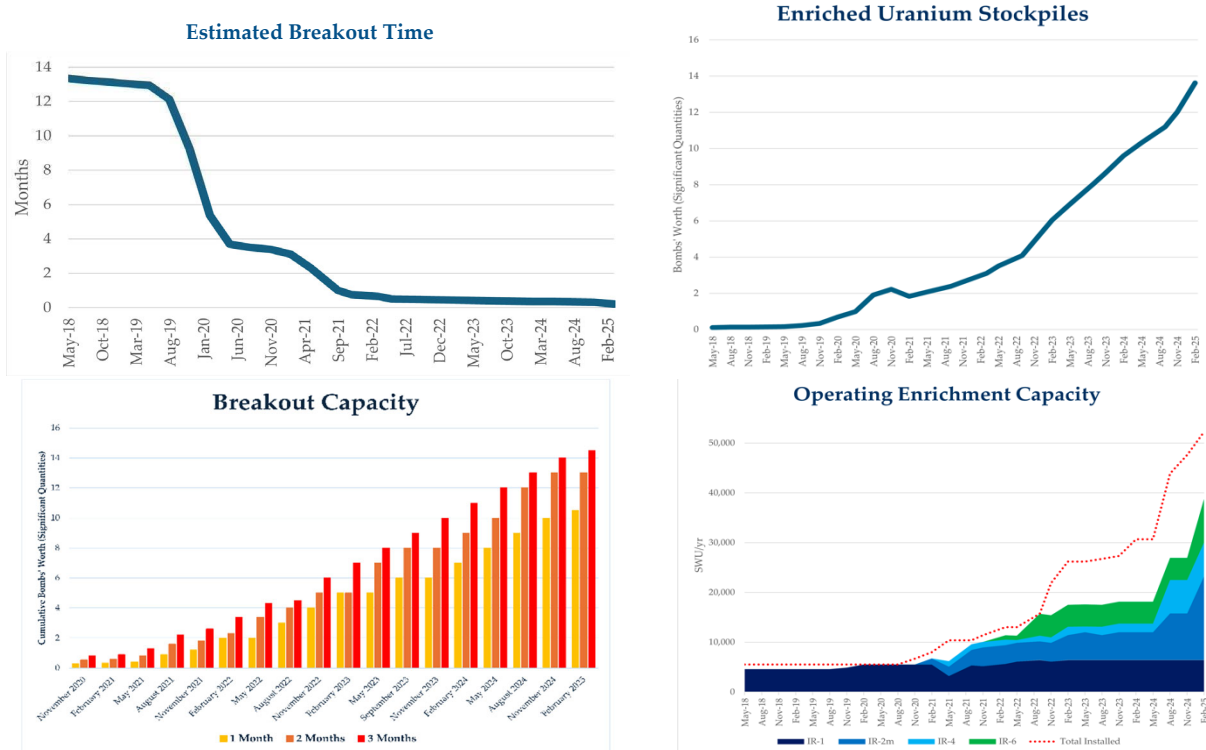 Estimated Breakout Time
Months
14
12
10
8
6
4
2
0
May-18
Oct-18
Mar-19
Aug-19
Jan-20
Jun-20
Nov-20
Apr-21
Sep-21
Feb-22
Jul-22
Dec-22
May-23
Oct-23
Mar-24
Aug-24
Feb-25
Enriched Uranium Stockpiles
Bombs' Worth (Significant Quantities)
16
14
12
10
8
6
4
2
0
May-18
Aug-18
Nov-18
Feb-19
May-19
Aug-19
Nov-19
Feb-20
May-20
Aug-20
Nov-20
Feb-21
May-21
Aug-21
Nov-21
Feb-22
May-22
Aug-22
Nov-22
Feb-23
May-23
Aug-23
Nov-23
Feb-24
May-24
Aug-24
Nov-24
Feb-25
Breakout Capacity
Cumulative Bombs' Worth (Significant Quantities)
16
14
12
10
8
6
4
2
0
November 2020
February 2021
May 2021
August 2021
November 2021
February 2022
May 2022
August 2022
November 2022
February 2023
May 2023
September 2023
November 2023
February 2024
May 2024
August 2024
November 2024
February 2025
1 Month
2 Months
3 Months
Operating Enrichment Capacity
SWU/yr
50,000
40,000
30,000
20,000
10,000
0
May-18
Aug-18
Nov-18
Feb-19
May-19
Aug-19
Nov-19
Feb-20
May-20
Aug-20
Nov-20
Feb-21
May-21
Aug-21
Nov-21
Feb-22
May-22
Aug-22
Nov-22
Feb-23
May-23
Aug-23
Nov-23
Feb-24
May-24
Aug-24
Nov-24
Feb-25
IR-1
IR-2m
IR-4
IR-6
Total Installed